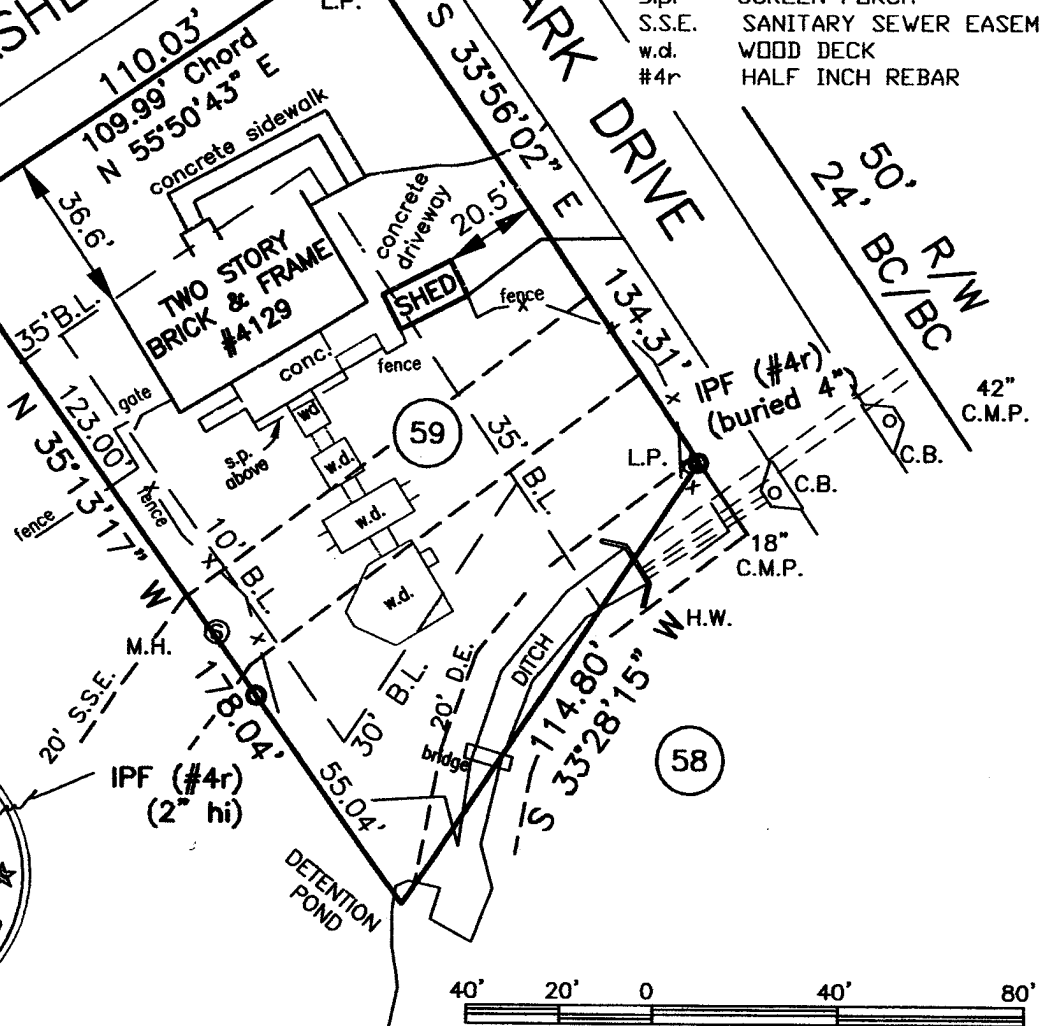 110.03'
109.99' Chord
N 55°50'43" E
L.P.
S 33°56'02" E
DRIVE
S.S.E. SANITARY SEWER EASEM
w.d. WOOD DECK
#4r HALF INCH REBAR
50' R/W
24' BC/BC
concrete sidewalk
36.6'
concrete
driveway
20.5'
TWO STORY
BRICK & FRAME
#4129
SHED
fence
x
134.31'
35' B.L.
conc.
fence
gate
wd
s.p.
above
w.d.
w.d.
w.d.
59
35'
B.L.
IPF (#4r)
(buried 4")
x
L.P.
x
42"
C.M.P.
C.B.
C.B.
18"
C.M.P.
H.W.
N 35°13'17" W
123.00'
fence
x
fence
x
10'
B.L.
x
M.H.
178.04'
20' S.S.E.
IPF (#4r)
(2" hi)
55.04'
30' B.L.
20' D.E.
DITCH
bridge
114.80'
S 33°28'15" W
58
DETENTION
POND
40' 20' 0 40' 80'